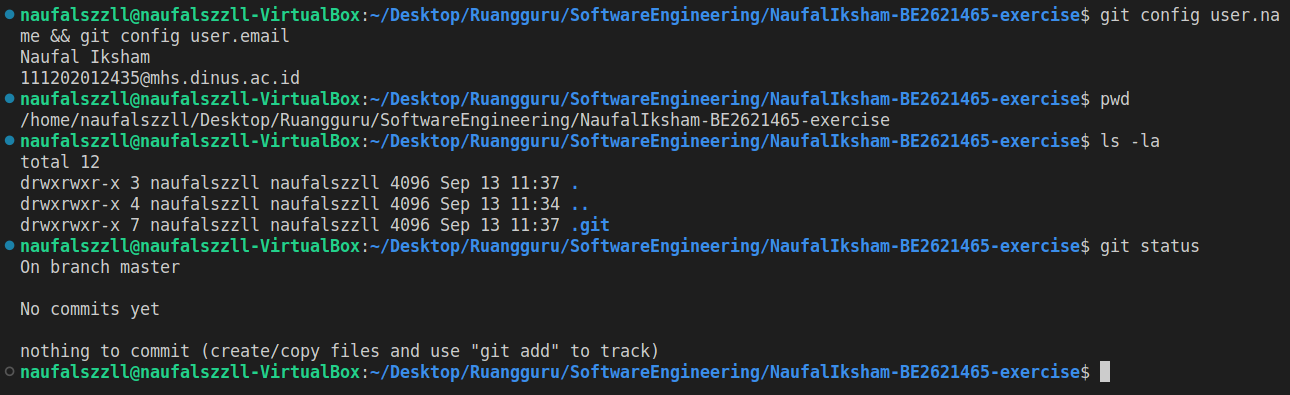 naufalszzll@naufalszzll-VirtualBox:~/Desktop/Ruangguru/SoftwareEngineering/NaufalIksham-BE2621465-exercise$ git config user.na
me && git config user.email
Naufal Iksham
111202012435@mhs.dinus.ac.id
naufalszzll@naufalszzll-VirtualBox:~/Desktop/Ruangguru/SoftwareEngineering/NaufalIksham-BE2621465-exercise$ pwd
/home/naufalszzll/Desktop/Ruangguru/SoftwareEngineering/NaufalIksham-BE2621465-exercise
naufalszzll@naufalszzll-VirtualBox:~/Desktop/Ruangguru/SoftwareEngineering/NaufalIksham-BE2621465-exercise$ ls -la
total 12
drwxrwxr-x 3 naufalszzll naufalszzll 4096 Sep 13 11:37 .
drwxrwxr-x 4 naufalszzll naufalszzll 4096 Sep 13 11:34 ..
drwxrwxr-x 7 naufalszzll naufalszzll 4096 Sep 13 11:37 .git
naufalszzll@naufalszzll-VirtualBox:~/Desktop/Ruangguru/SoftwareEngineering/NaufalIksham-BE2621465-exercise$ git status
On branch master
No commits yet
nothing to commit (create/copy files and use "git add" to track)
naufalszzll@naufalszzll-VirtualBox:~/Desktop/Ruangguru/SoftwareEngineering/NaufalIksham-BE2621465-exercise$